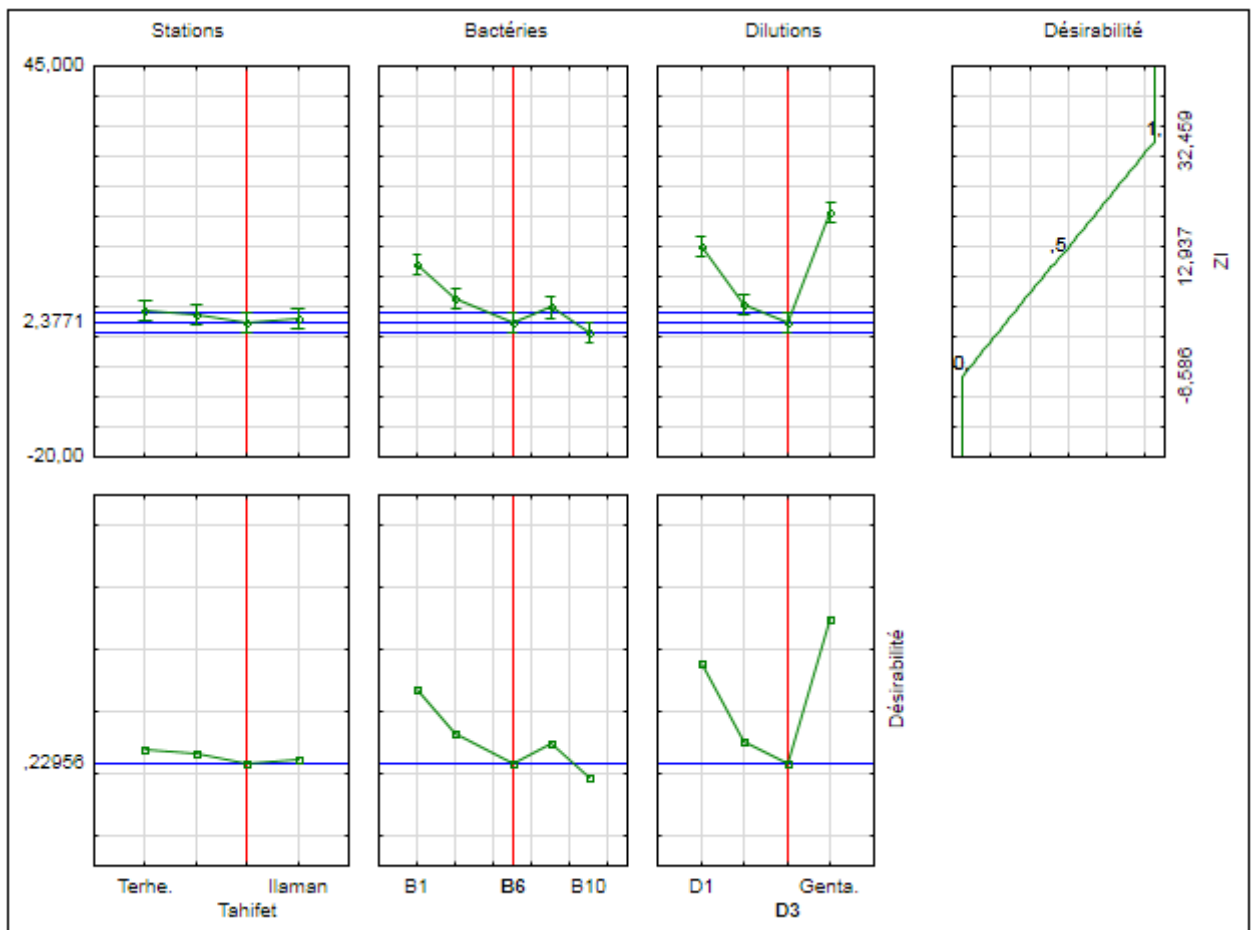 Stations Bactéries Dilutions Désirabilité
45,000
2,3771
-20,00
1,
,5
0,
32,459
12,937
-6,586
ZI
,22956
Désirabilité
Terhe. Ilaman B1 B6 B10 D1 Genta.
Tahifet D3